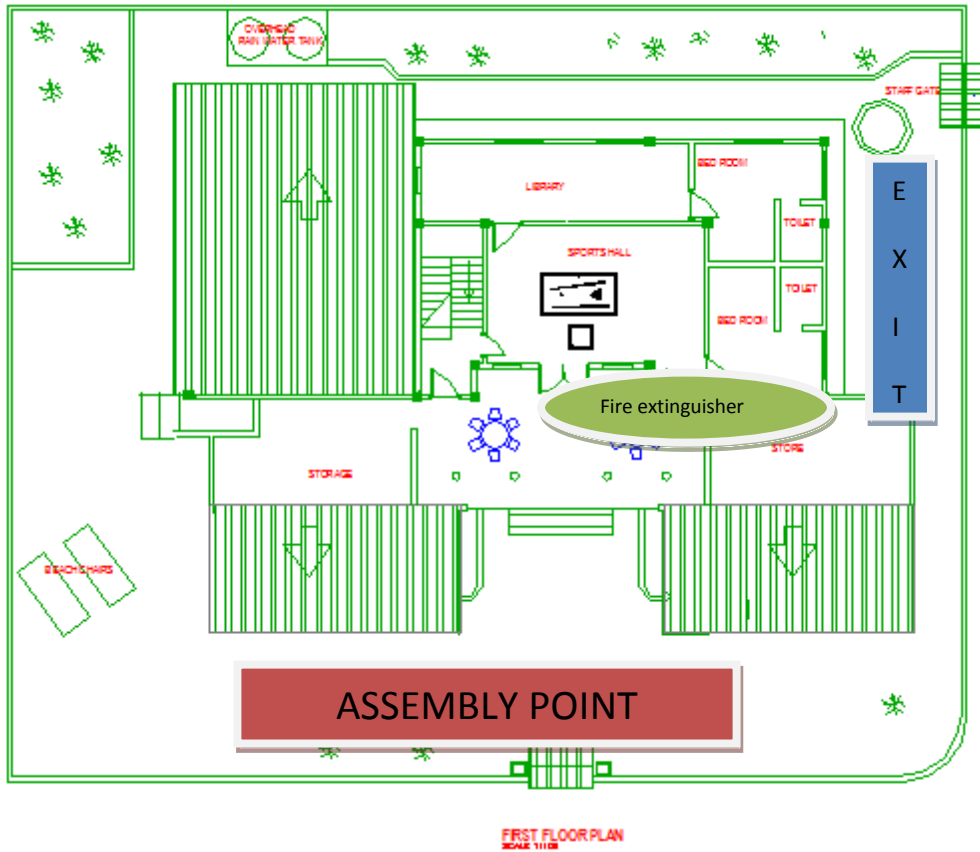 OVERHEAD
RAIN WATER TANK
STAFF GATE
BED ROOM
LIBRARY
TOILET
SPORTS HALL
TOILET
BED ROOM
E
X
I
T
Fire extinguisher
STORE
STORAGE
BEACH CHAIRS
ASSEMBLY POINT
FIRST FLOOR PLAN
SCALE